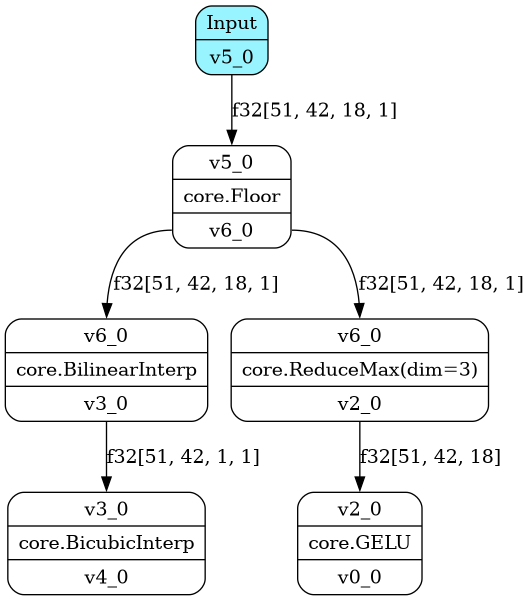 Input
v5_0
f32[51, 42, 18, 1]
v5_0
core.Floor
v6_0
f32[51, 42, 18, 1]
f32[51, 42, 18, 1]
v6_0
core.BilinearInterp
v3_0
v6_0
core.ReduceMax(dim=3)
v2_0
f32[51, 42, 1, 1]
f32[51, 42, 18]
v3_0
core.BicubicInterp
v4_0
v2_0
core.GELU
v0_0